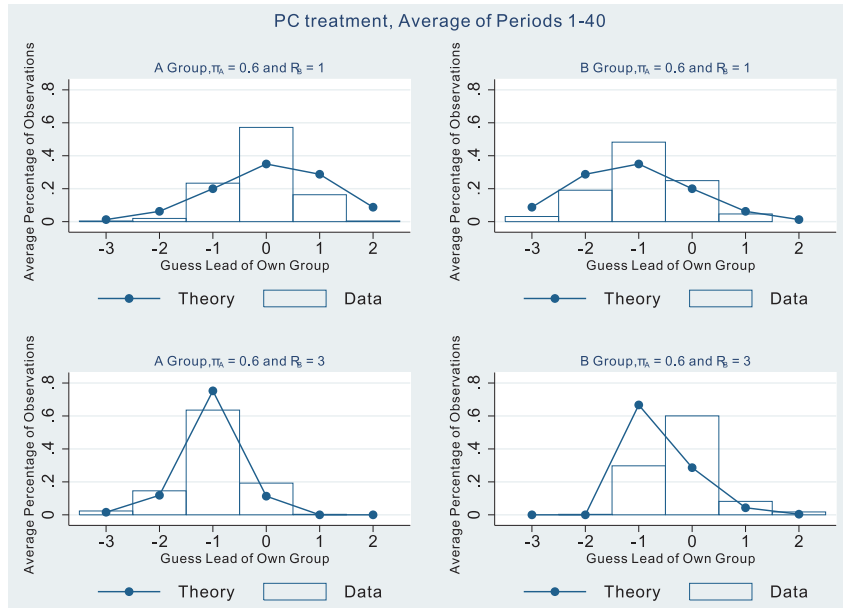 PC treatment, Average of Periods 1-40
A Group,πA = 0.6 and RB = 1
Average Percentage of Observations
.8
.6
.4
.2
0
-3 -2 -1 0 1 2
Guess Lead of Own Group
Theory Data
B Group,πA = 0.6 and RB = 1
Average Percentage of Observations
.8
.6
.4
.2
0
-3 -2 -1 0 1 2
Guess Lead of Own Group
Theory Data
A Group,πA = 0.6 and RB = 3
Average Percentage of Observations
.8
.6
.4
.2
0
-3 -2 -1 0 1 2
Guess Lead of Own Group
Theory Data
B Group,πA = 0.6 and RB = 3
Average Percentage of Observations
.8
.6
.4
.2
0
-3 -2 -1 0 1 2
Guess Lead of Own Group
Theory Data